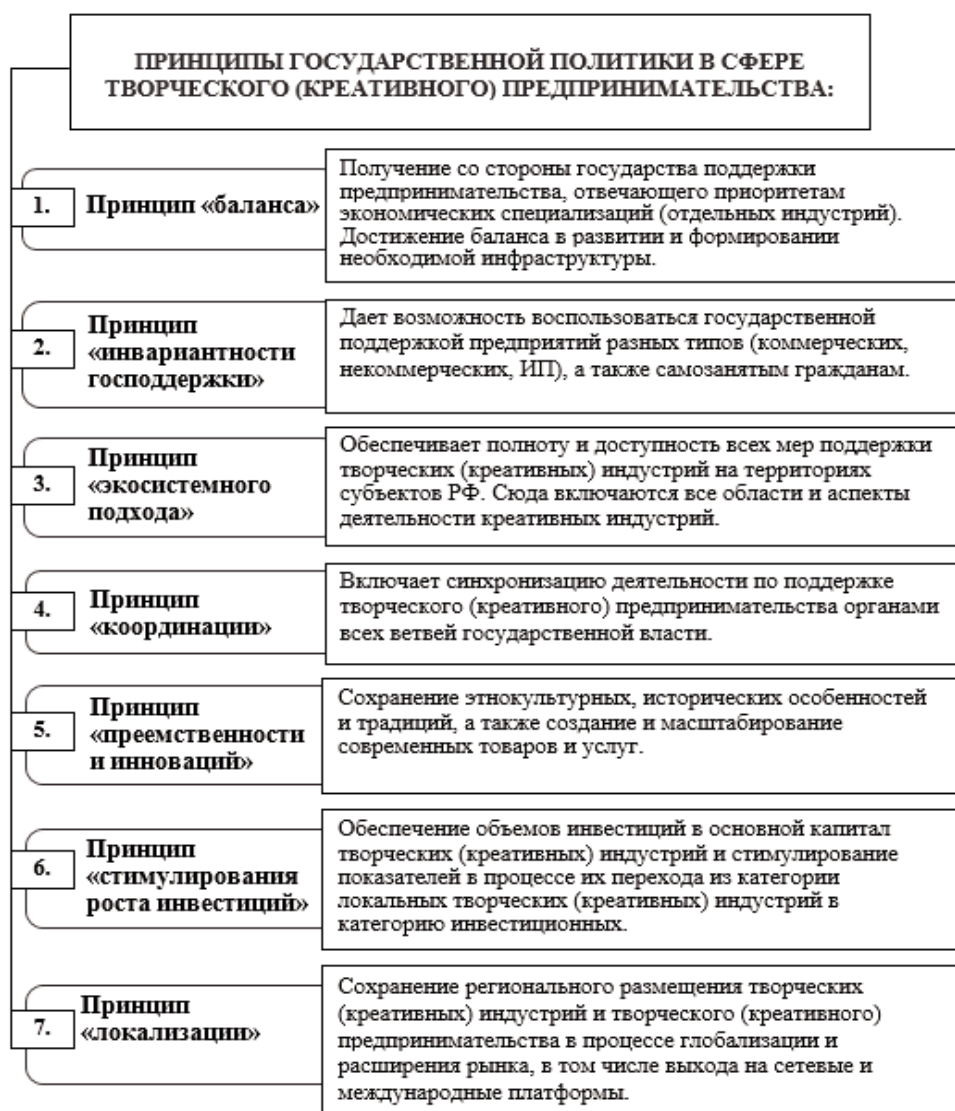 ПРИНЦИПЫ ГОСУДАРСТВЕННОЙ ПОЛИТИКИ В СФЕРЕ
ТВОРЧЕСКОГО (КРЕАТИВНОГО) ПРЕДПРИНИМАТЕЛЬСТВА:
1.
Принцип «баланса»
Получение со стороны государства поддержки
предпринимательства, отвечающего приоритетам
экономических специализаций (отдельных индустрий).
Достижение баланса в развитии и формировании
необходимой инфраструктуры.
2.
Принцип
«инвариантности
господдержки»
Дает возможность воспользоваться государственной
поддержкой предприятий разных типов (коммерческих,
некоммерческих, ИП), а также самозанятым гражданам.
3.
Принцип
«экосистемного
подхода»
Обеспечивает полноту и доступность всех мер поддержки
творческих (креативных) индустрий на территориях
субъектов РФ. Сюда включаются все области и аспекты
деятельности креативных индустрий.
4.
Принцип
«координации»
Включает синхронизацию деятельности по поддержке
творческого (креативного) предпринимательства органами
всех ветвей государственной власти.
5.
Принцип
«преемственности
и инноваций»
Сохранение этнокультурных, исторических особенностей
и традиций, а также создание и масштабирование
современных товаров и услуг.
6.
Принцип
«стимулирования
роста инвестиций»
Обеспечение объемов инвестиций в основной капитал
творческих (креативных) индустрий и стимулирование
показателей в процессе их перехода из категории
локальных творческих (креативных) индустрий в
категорию инвестиционных.
7.
Принцип
«локализации»
Сохранение регионального размещения творческих
(креативных) индустрий и творческого (креативного)
предпринимательства в процессе глобализации и
расширения рынка, в том числе выхода на сетевые и
международные платформы.